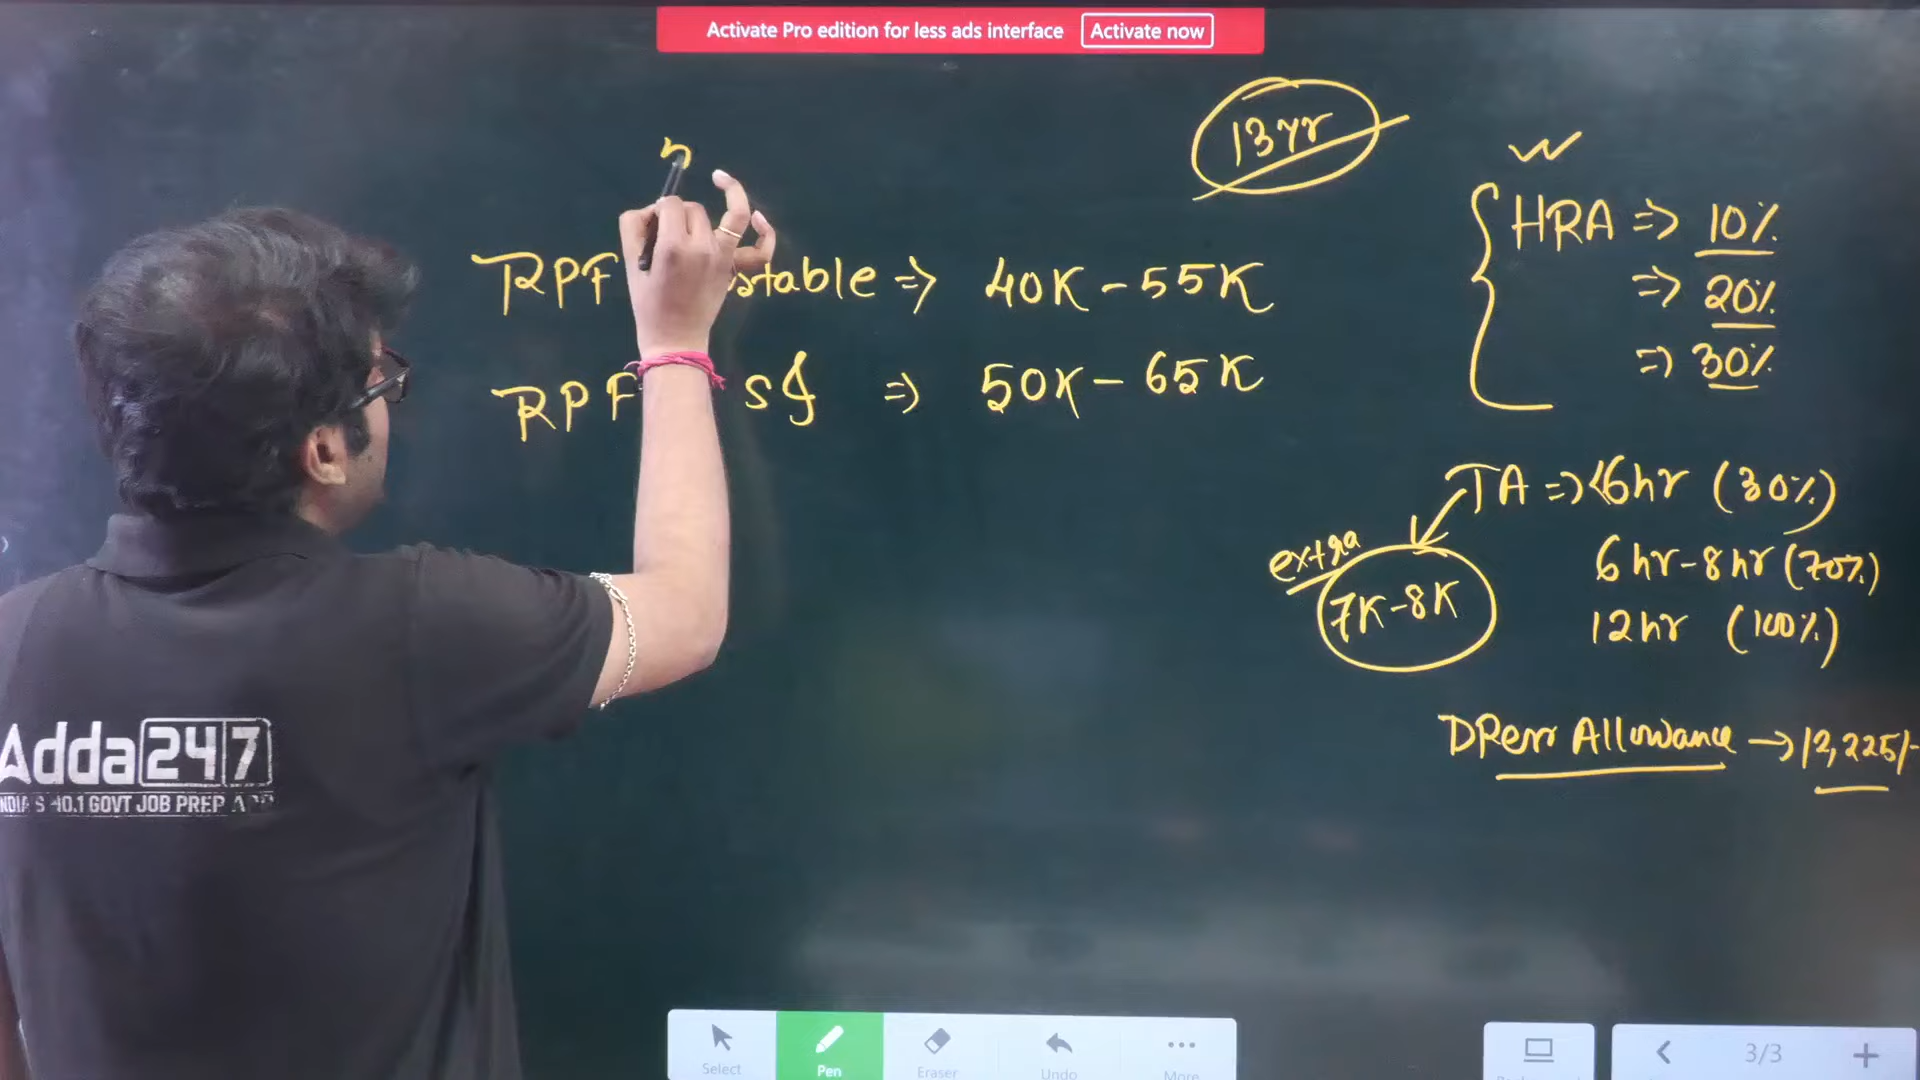 Activate Pro edition for less ads interface Activate now
13yr
HRA => 10%
=> 20%
=> 30%
RPF stable => 40K - 55K
RPF SI => 50K - 65K
TA => <6hr (30%)
6hr - 8hr (70%)
12hr (100%)
extra
7K - 8K
Allowance → 12,225/-
Adda247
INDIA'S NO.1 GOVT JOB PREP APP
Select Pen Eraser Undo More
3/3